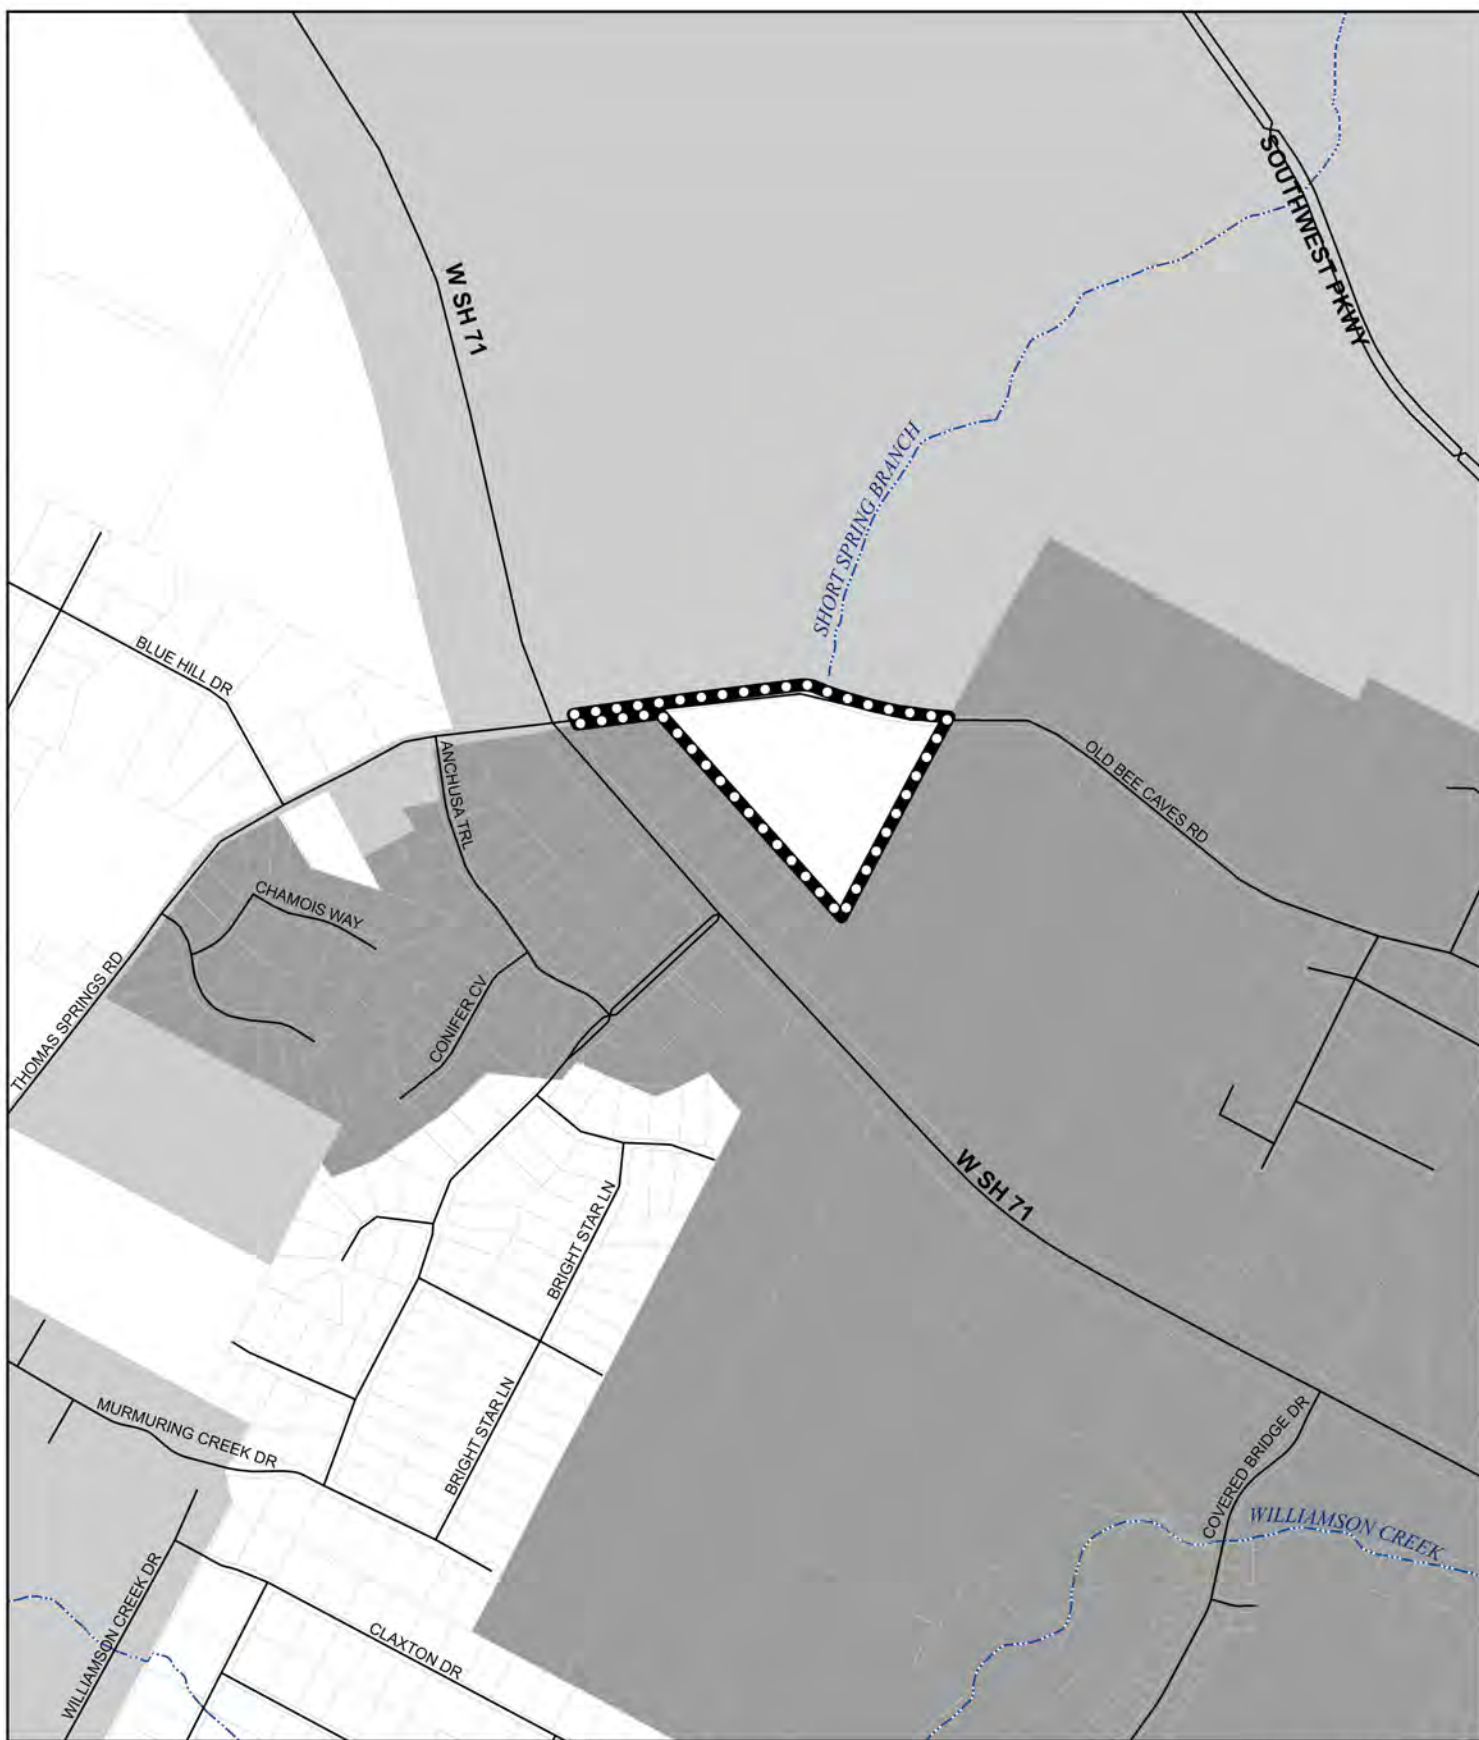 SOUTHWEST PKWY
W SH 71
SHORT SPRING BRANCH
BLUE HILL DR
ANCHUSA TRL
OLD BEE CAVES RD
CHAMOIS WAY
THOMAS SPRINGS RD
CONIFER CV
W SH 71
BRIGHT STAR LN
BRIGHT STAR LN
MURMURING CREEK DR
COVERED BRIDGE DR
WILLIAMSON CREEK
WILLIAMSON CREEK DR
CLAXTON DR